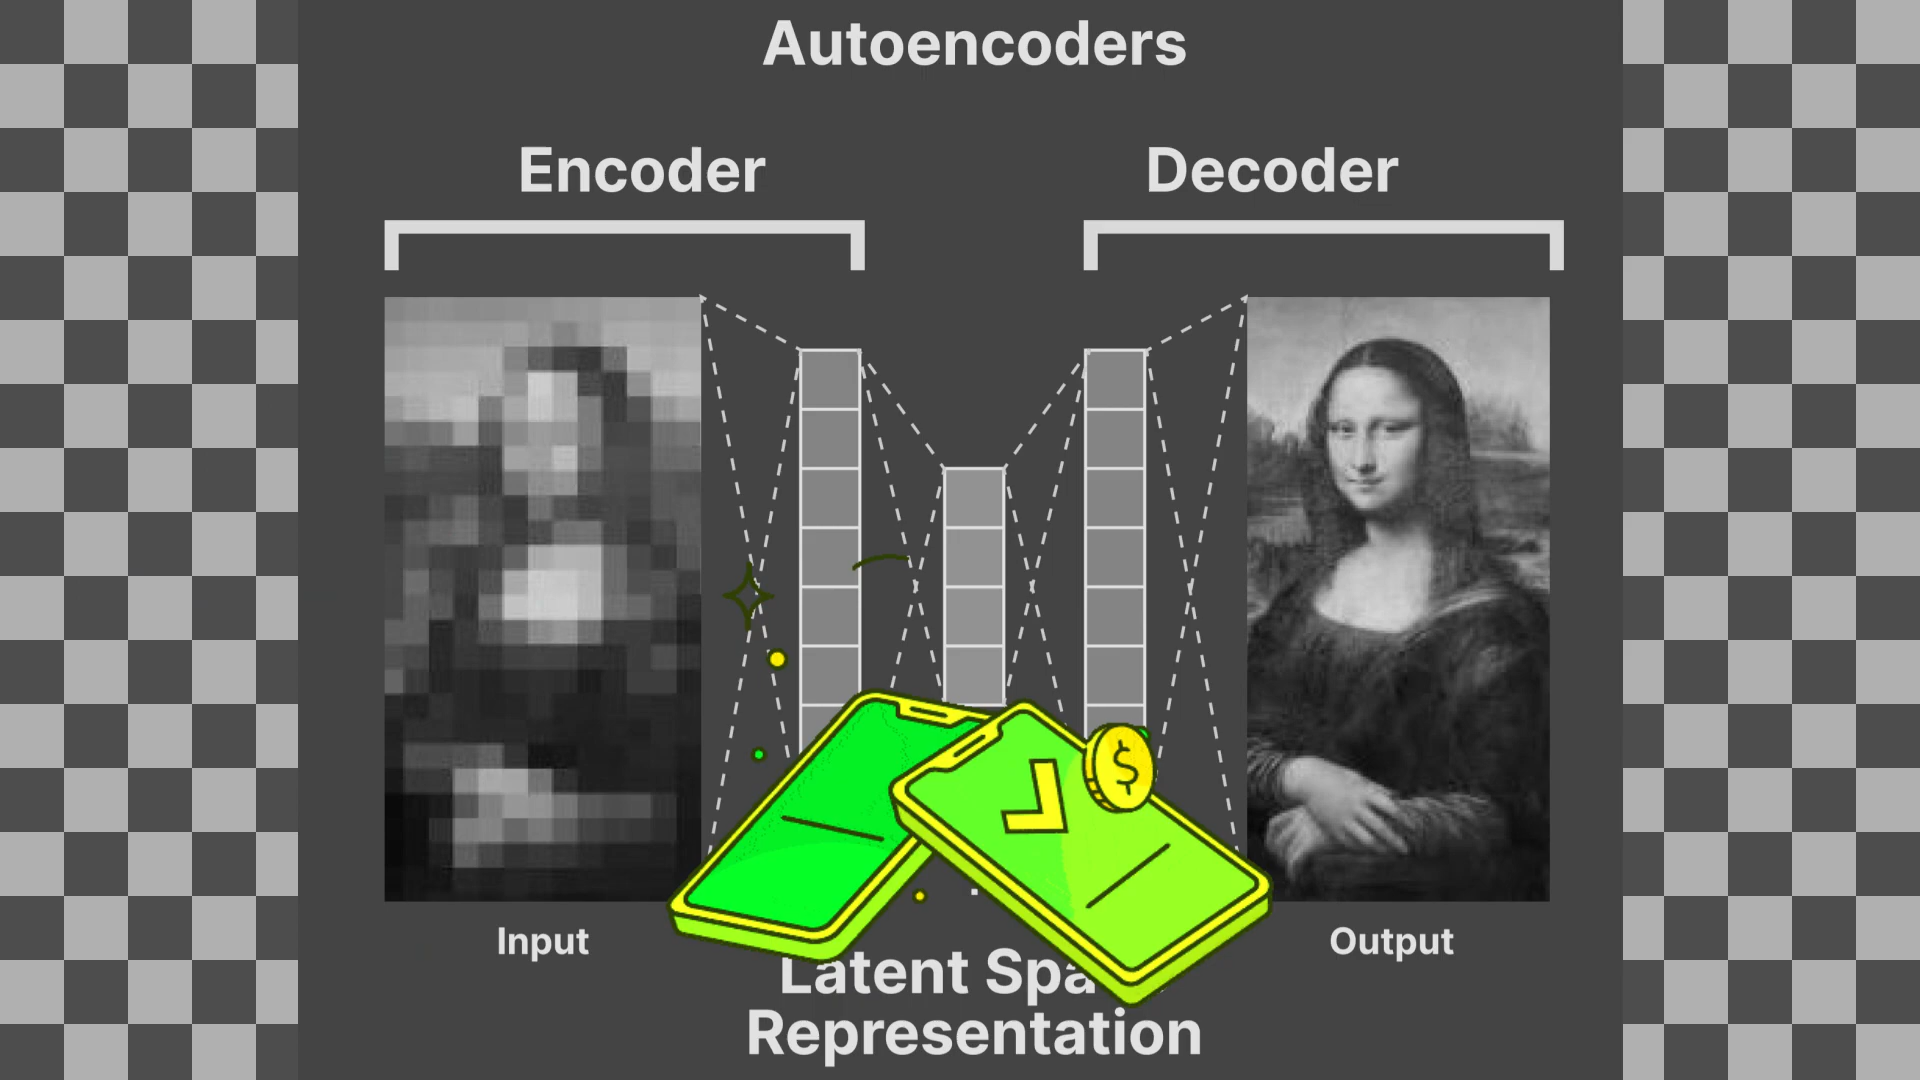 Autoencoders
Encoder
Decoder
Input
Output
Latent Spa
Representation
$